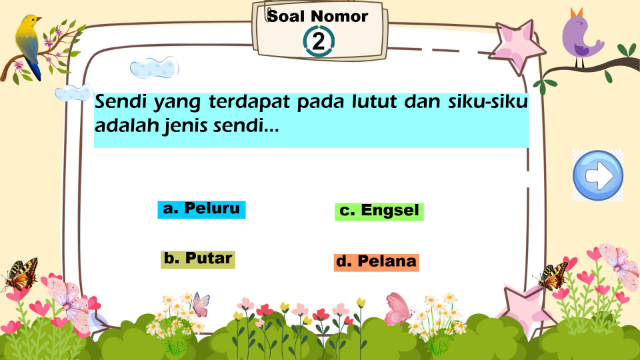 Soal Nomor
2
Sendi yang terdapat pada lutut dan siku-siku
adalah jenis sendi...
a. Peluru
c. Engsel
b. Putar
d. Pelana